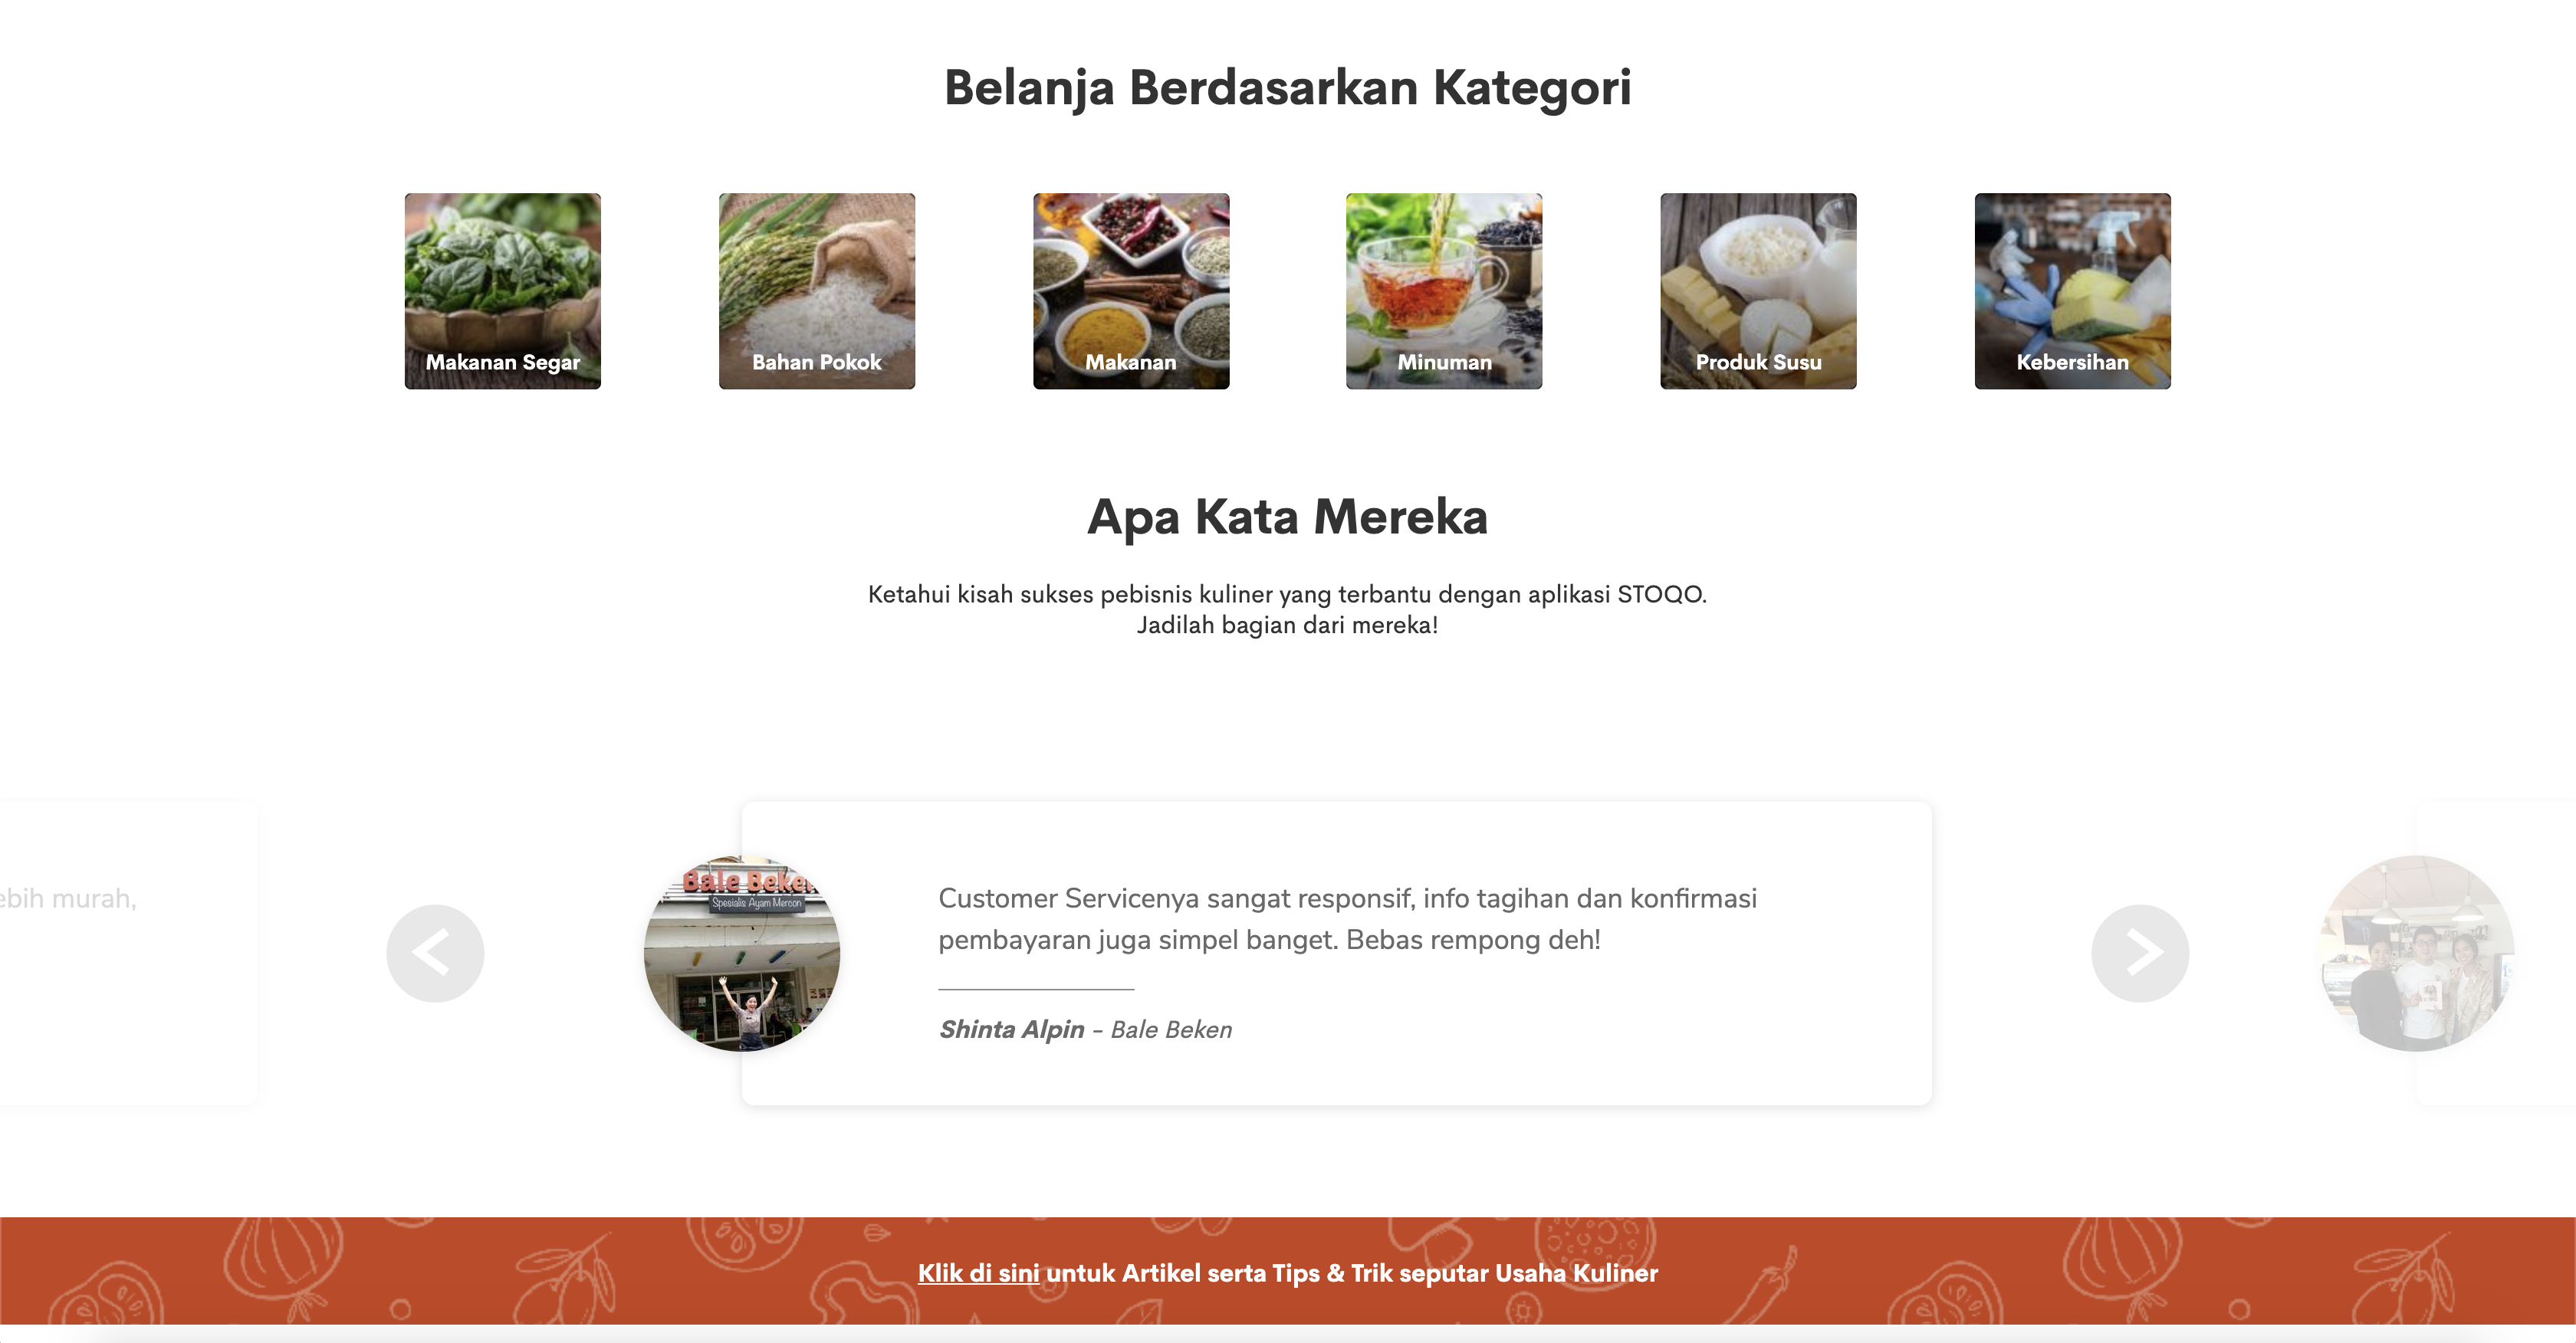 Belanja Berdasarkan Kategori
Makanan Segar
Bahan Pokok
Makanan
Minuman
Produk Susu
Kebersihan
Apa Kata Mereka
Ketahui kisah sukses pebisnis kuliner yang terbantu dengan aplikasi STOQO.
Jadilah bagian dari mereka!
murah,
Bale
Spesialis Ayam Mercon
Customer Servicenya sangat responsif, info tagihan dan konfirmasi
pembayaran juga simpel banget. Bebas rempong deh!
Shinta Alpin - Bale Beken
Klik di sini untuk Artikel serta Tips & Trik seputar Usaha Kuliner